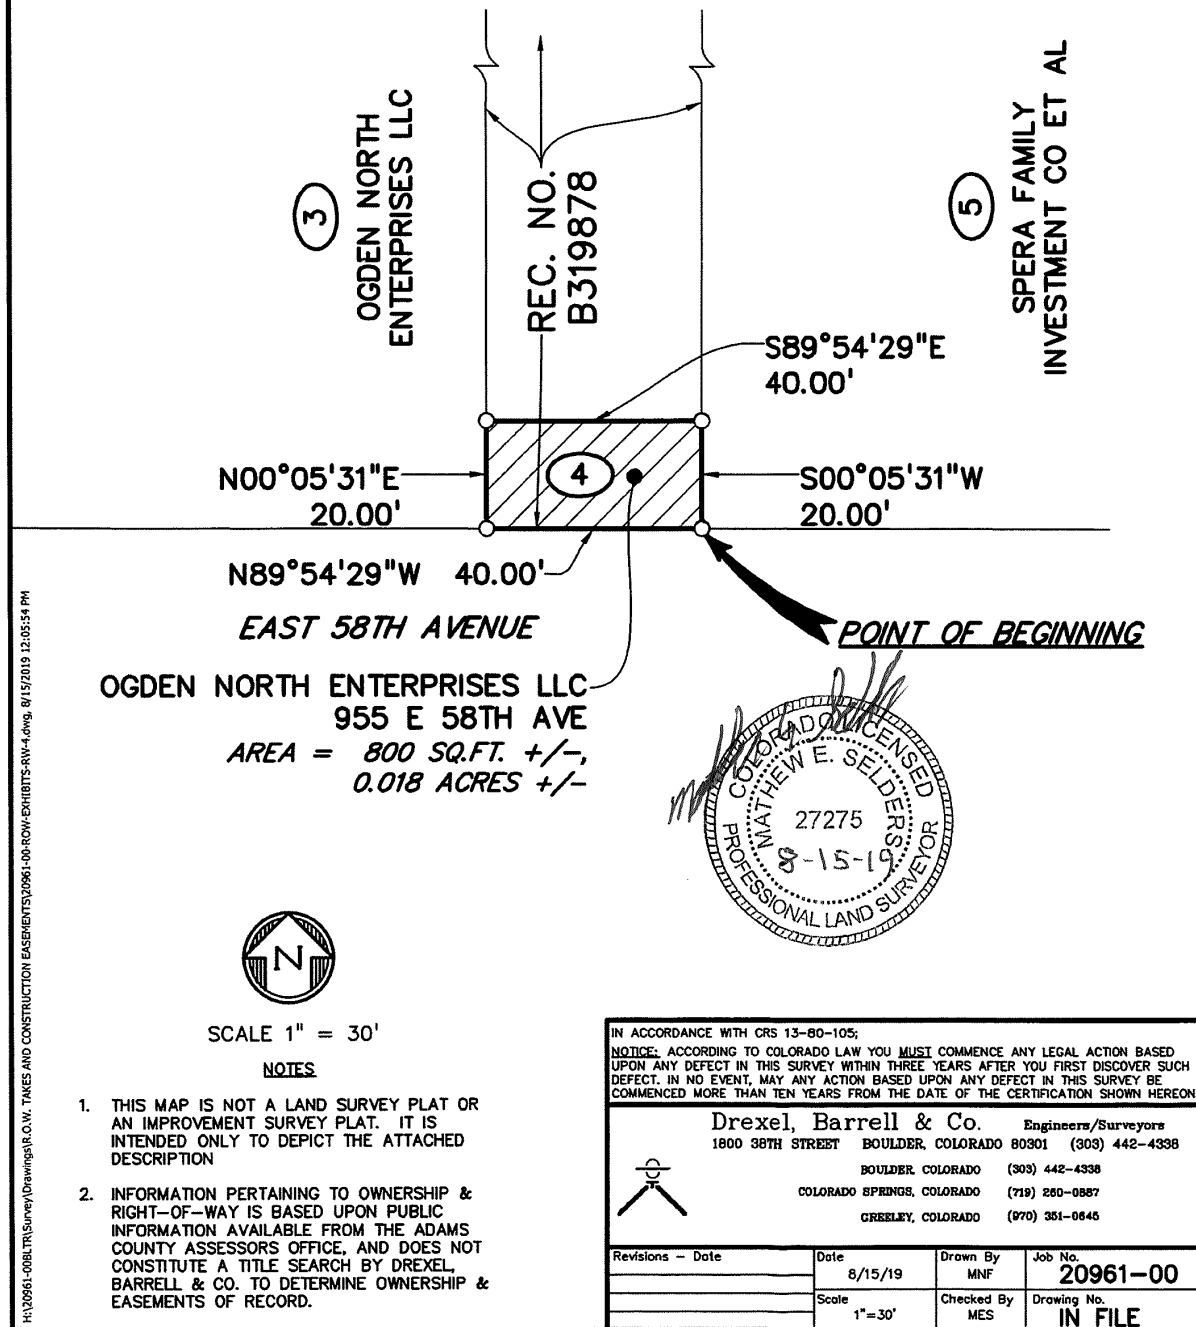 3
OGDEN NORTH
ENTERPRISES LLC
REC. NO.
B319878
5
SPERA FAMILY
INVESTMENT CO ET AL
S89°54'29"E
40.00'
N00°05'31"E
20.00'
4
S00°05'31"W
20.00'
N89°54'29"W 40.00'
EAST 58TH AVENUE
POINT OF BEGINNING
OGDEN NORTH ENTERPRISES LLC
955 E 58TH AVE
AREA = 800 SQ.FT. +/-,
0.018 ACRES +/-
COLORADO LICENSED
MATHEW E. SELDERS
27275
8-15-19
PROFESSIONAL LAND SURVEYOR
H:\20961-00BLTR\Survey\Drawings\R.O.W. TAKES AND CONSTRUCTION EASEMENTS\20961-00-ROW-EXHIBITS-RW-4.dwg, 8/15/2019 12:05:54 PM
N
SCALE 1" = 30'
NOTES
1. THIS MAP IS NOT A LAND SURVEY PLAT OR
AN IMPROVEMENT SURVEY PLAT. IT IS
INTENDED ONLY TO DEPICT THE ATTACHED
DESCRIPTION
2. INFORMATION PERTAINING TO OWNERSHIP &
RIGHT-OF-WAY IS BASED UPON PUBLIC
INFORMATION AVAILABLE FROM THE ADAMS
COUNTY ASSESSORS OFFICE, AND DOES NOT
CONSTITUTE A TITLE SEARCH BY DREXEL,
BARRELL & CO. TO DETERMINE OWNERSHIP &
EASEMENTS OF RECORD.
IN ACCORDANCE WITH CRS 13-80-105;
NOTICE: ACCORDING TO COLORADO LAW YOU MUST COMMENCE ANY LEGAL ACTION BASED
UPON ANY DEFECT IN THIS SURVEY WITHIN THREE YEARS AFTER YOU FIRST DISCOVER SUCH
DEFECT. IN NO EVENT, MAY ANY ACTION BASED UPON ANY DEFECT IN THIS SURVEY BE
COMMENCED MORE THAN TEN YEARS FROM THE DATE OF THE CERTIFICATION SHOWN HEREON
Drexel, Barrell & Co. Engineers/Surveyors
1800 38TH STREET BOULDER, COLORADO 80301 (303) 442-4338
BOULDER, COLORADO (303) 442-4338
COLORADO SPRINGS, COLORADO (719) 260-0887
GREELEY, COLORADO (970) 351-0645
Revisions - Date
Date
8/15/19
Drawn By
MNF
Job No.
20961-00
Scale
1"=30'
Checked By
MES
Drawing No.
IN FILE